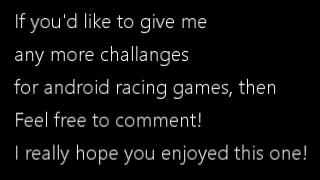 If you'd like to give me
any more challanges
for android racing games, then
Feel free to comment!
I really hope you enjoyed this one!